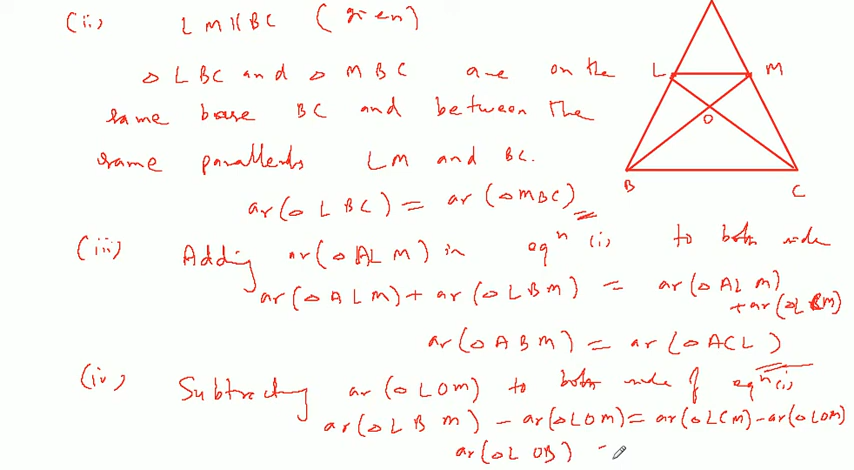 (ii) LM || BC (given)
△ LBC and △ MBC are on the
same base BC and between the
same parallels LM and BC.
ar(△ LBC) = ar(△MBC)
(iii) Adding ar(△ALM) in eqⁿ (i) to both side
ar(△ALM) + ar(△LBM) = ar(△ALM)
+ ar(△LCM)
ar(△ABM) = ar(△ACL)
(iv) Subtracting ar(△LOM) to both side of eqⁿ(i)
ar(△LBM) - ar(△LOM) = ar(△LCM) - ar(△LOM)
ar(△LOB) =
L
M
O
B
C